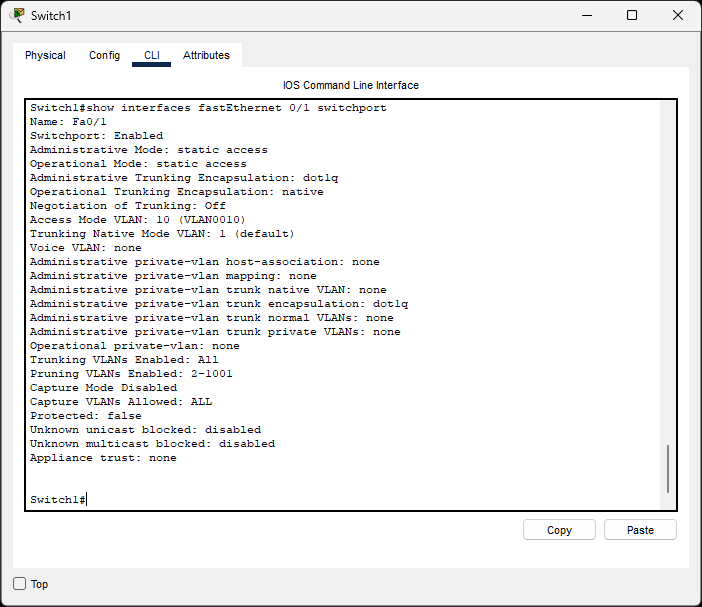 Switch1
Physical Config CLI Attributes
IOS Command Line Interface
Switch1#show interfaces fastEthernet 0/1 switchport
Name: Fa0/1
Switchport: Enabled
Administrative Mode: static access
Operational Mode: static access
Administrative Trunking Encapsulation: dot1q
Operational Trunking Encapsulation: native
Negotiation of Trunking: Off
Access Mode VLAN: 10 (VLAN0010)
Trunking Native Mode VLAN: 1 (default)
Voice VLAN: none
Administrative private-vlan host-association: none
Administrative private-vlan mapping: none
Administrative private-vlan trunk native VLAN: none
Administrative private-vlan trunk encapsulation: dot1q
Administrative private-vlan trunk normal VLANs: none
Administrative private-vlan trunk private VLANs: none
Operational private-vlan: none
Trunking VLANs Enabled: All
Pruning VLANs Enabled: 2-1001
Capture Mode Disabled
Capture VLANs Allowed: ALL
Protected: false
Unknown unicast blocked: disabled
Unknown multicast blocked: disabled
Appliance trust: none
Switch1#
Copy Paste
Top